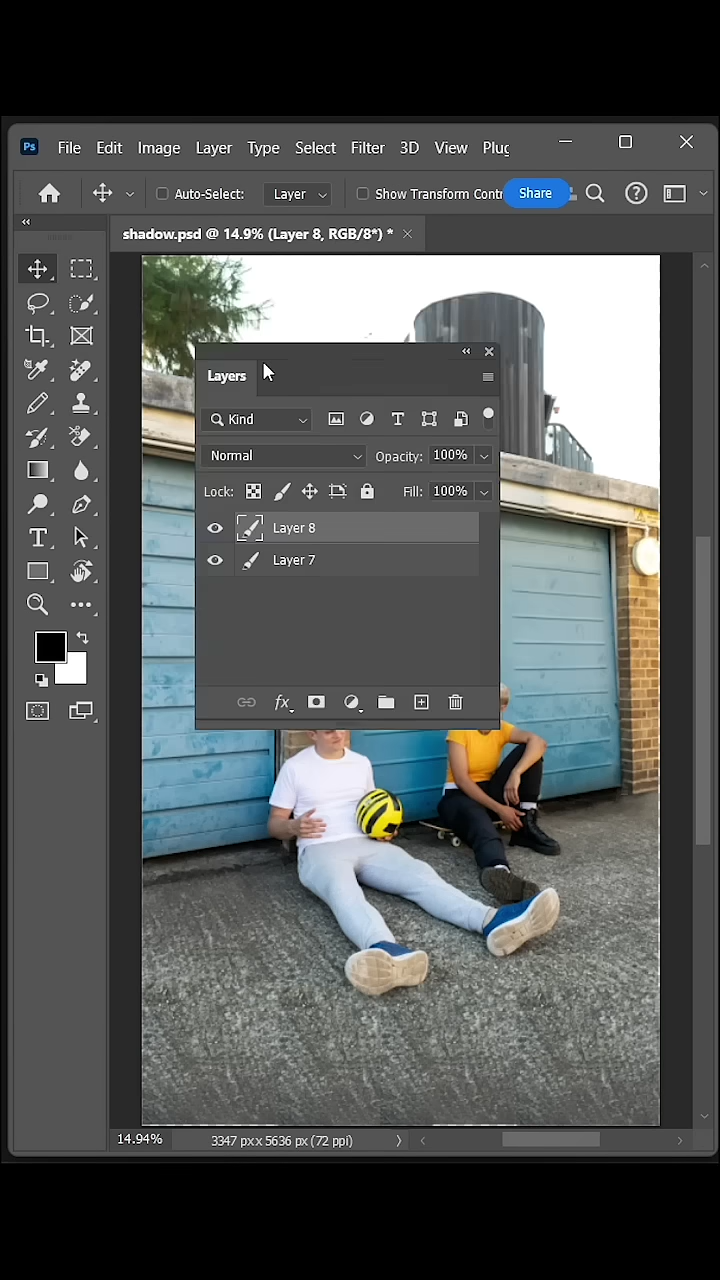 Ps File Edit Image Layer Type Select Filter 3D View Plug
Auto-Select: Layer Show Transform Contr Share
shadow.psd @ 14.9% (Layer 8, RGB/8*) *
Layers
Kind
Normal Opacity: 100%
Lock: Fill: 100%
Layer 8
Layer 7
fx
14.94% 3347 px x 5636 px (72 ppi)